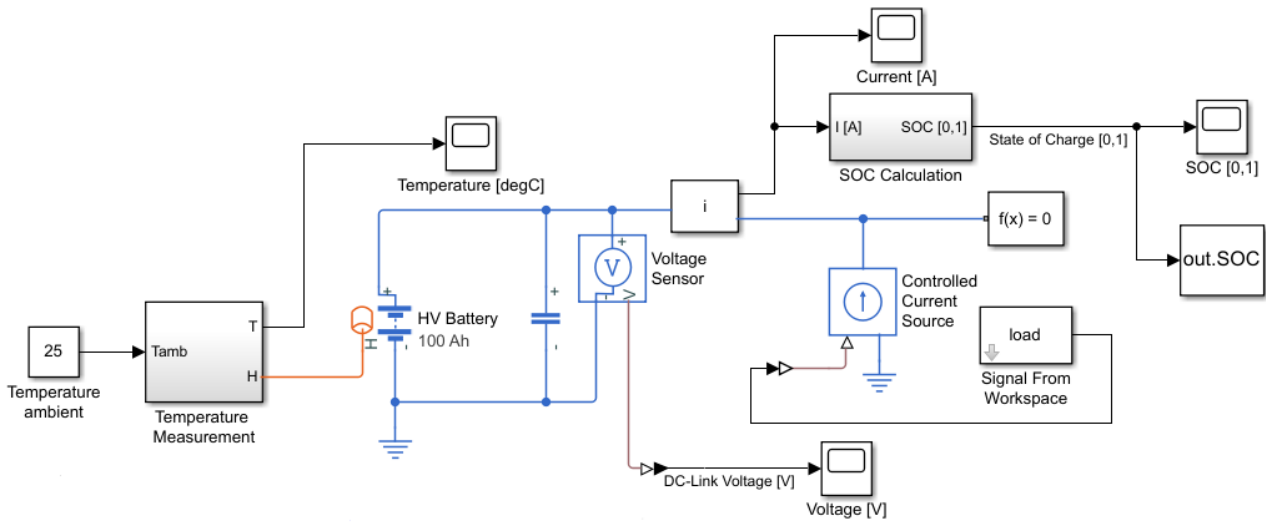 Current [A]
I [A]
SOC [0,1]
State of Charge [0,1]
SOC Calculation
SOC [0,1]
Temperature [degC]
i
f(x) = 0
out.SOC
+
V
-
V
Voltage
Sensor
+
-
H
HV Battery
100 Ah
+
-
Controlled
Current
Source
load
Signal From
Workspace
25
Temperature
ambient
Tamb
T
H
Temperature
Measurement
DC-Link Voltage [V]
Voltage [V]